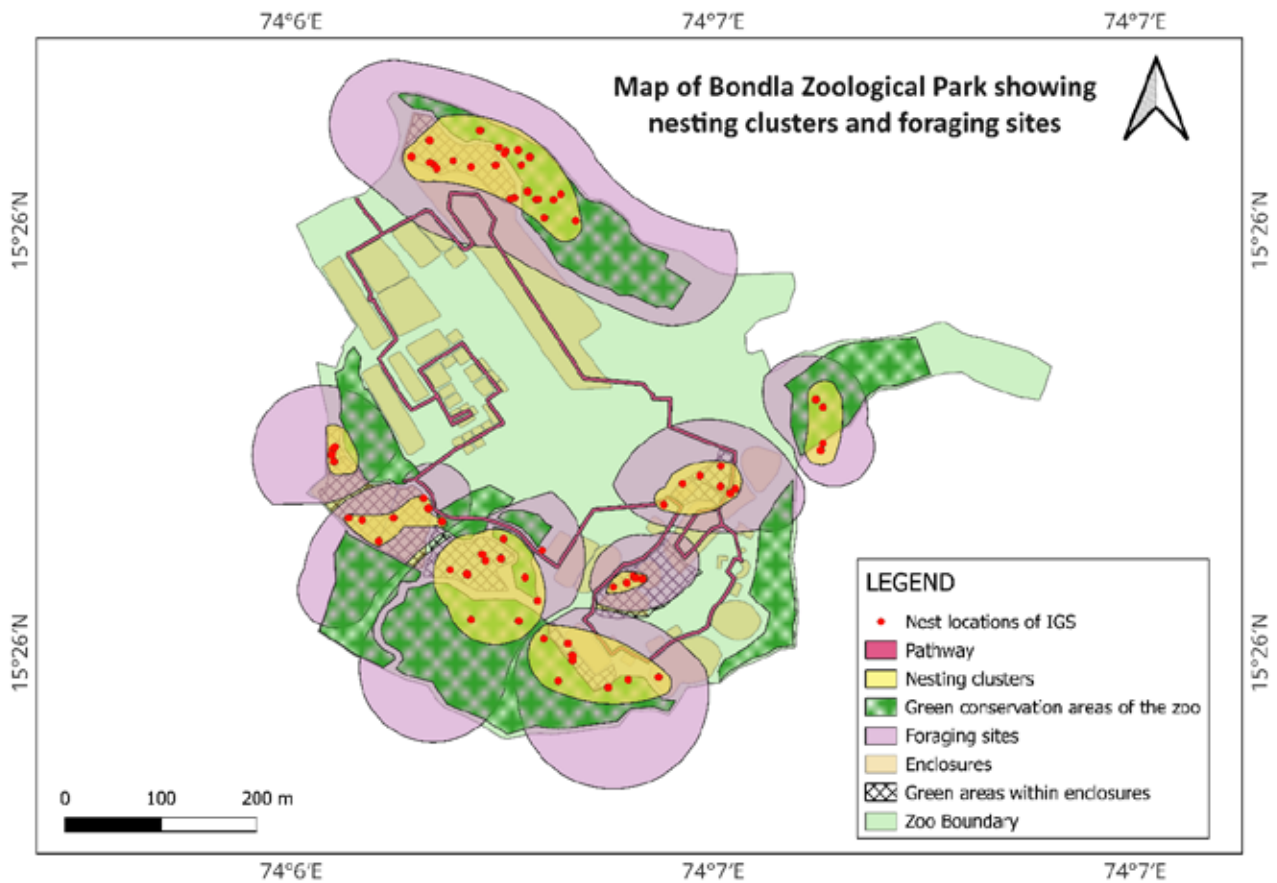 74°6′E 74°7′E 74°7′E
Map of Bondla Zoological Park showing
nesting clusters and foraging sites
15°26′N 15°26′N
LEGEND
Nest locations of IGS
Pathway
Nesting clusters
Green conservation areas of the zoo
Foraging sites
Enclosures
Green areas within enclosures
Zoo Boundary
15°26′N 15°26′N
0 100 200 m
74°6′E 74°7′E 74°7′E